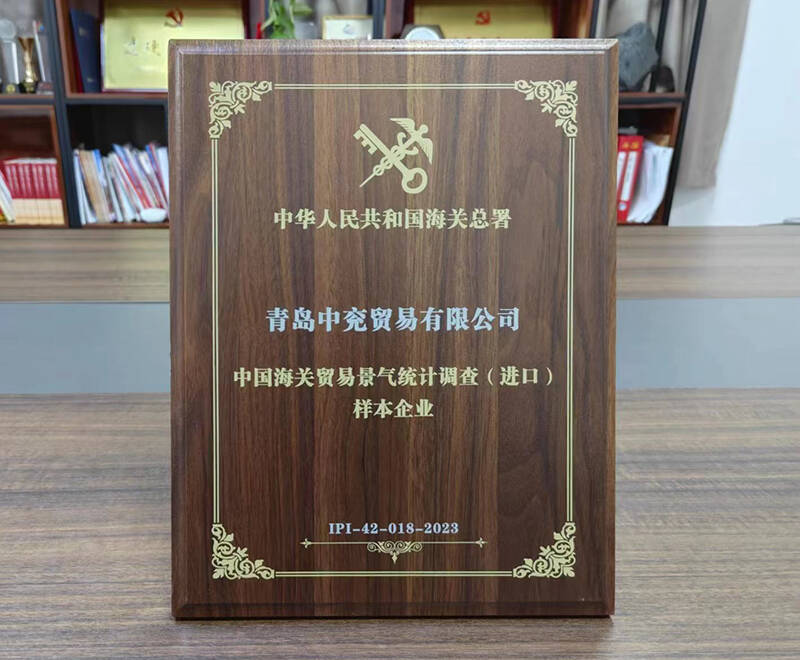 中华人民共和国海关总署
青岛中兖贸易有限公司
中国海关贸易景气统计调查（进口）
样本企业
IPI-42-018-2023